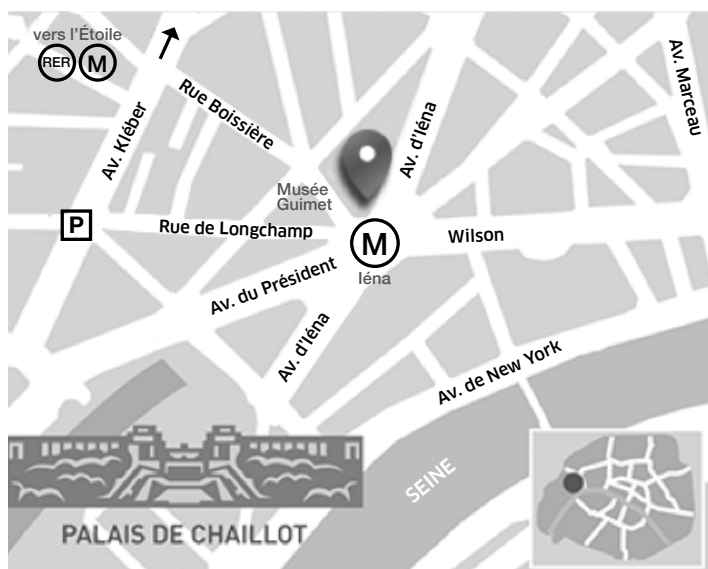 vers l'Étoile
RER M
Av. Kléber
Rue Boissière
Av. d'Iéna
Av. Marceau
Musée
Guimet
P
Rue de Longchamp
M
Iéna
Wilson
Av. du Président
Av. d'Iéna
Av. de New York
SEINE
PALAIS DE CHAILLOT